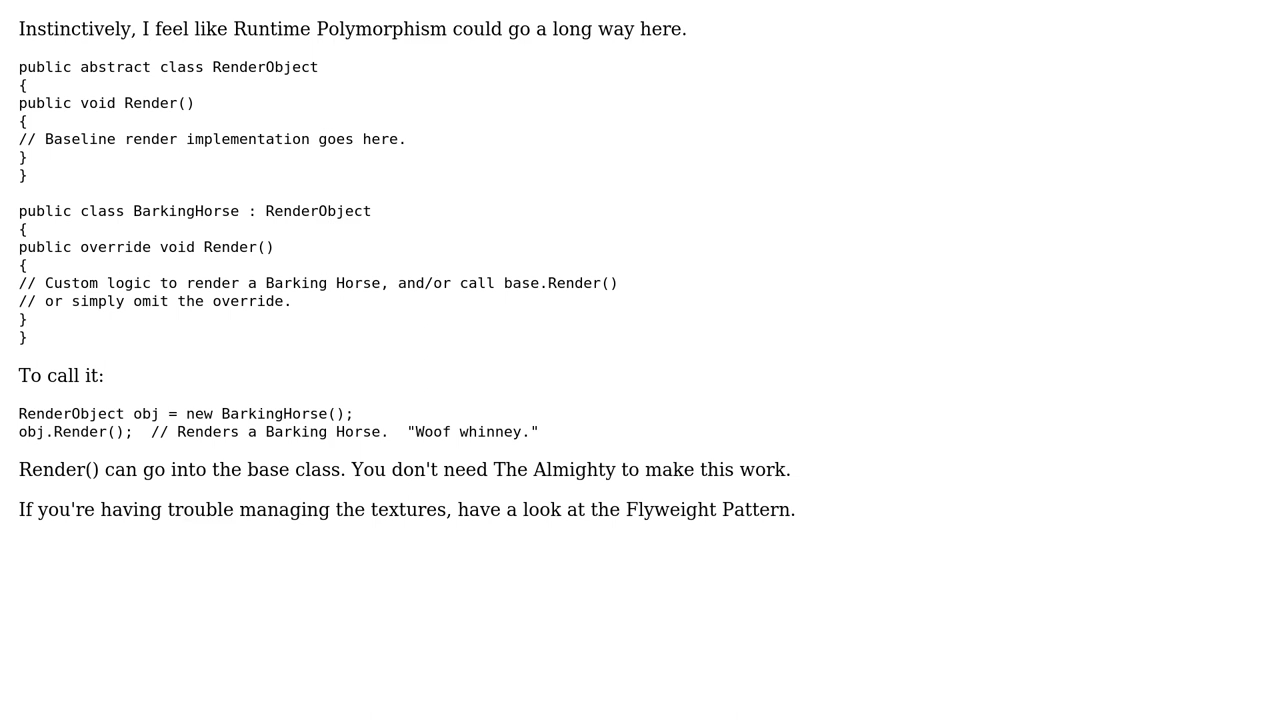 Instinctively, I feel like Runtime Polymorphism could go a long way here.
public abstract class RenderObject
{
public void Render()
{
// Baseline render implementation goes here.
}
}
public class BarkingHorse : RenderObject
{
public override void Render()
{
// Custom logic to render a Barking Horse, and/or call base.Render()
// or simply omit the override.
}
}
To call it:
RenderObject obj = new BarkingHorse();
obj.Render();  // Renders a Barking Horse.  "Woof whinney."
Render() can go into the base class. You don't need The Almighty to make this work.
If you're having trouble managing the textures, have a look at the Flyweight Pattern.